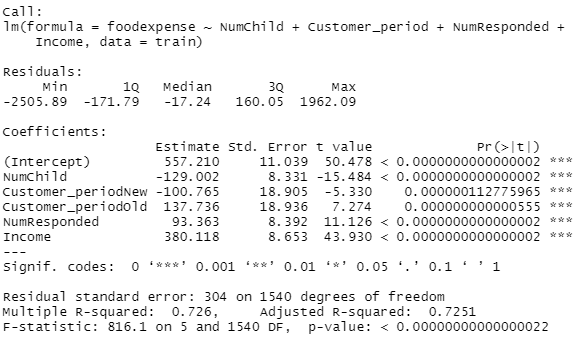 Call:
lm(formula = foodexpense ~ NumChild + Customer_period + NumResponded +
    Income, data = train)

Residuals:
     Min       1Q   Median       3Q      Max
-2505.89  -171.79   -17.24   160.05  1962.09

Coefficients:
                   Estimate Std. Error t value             Pr(>|t|)
(Intercept)         557.210     11.039  50.478 < 0.0000000000000002 ***
NumChild           -129.002      8.331 -15.484 < 0.0000000000000002 ***
Customer_periodNew -100.765     18.905  -5.330    0.000000112775965 ***
Customer_periodOld  137.736     18.936   7.274    0.000000000000555 ***
NumResponded         93.363      8.392  11.126 < 0.0000000000000002 ***
Income              380.118      8.653  43.930 < 0.0000000000000002 ***
---
Signif. codes:  0 ‘***’ 0.001 ‘**’ 0.01 ‘*’ 0.05 ‘.’ 0.1 ‘ ’ 1

Residual standard error: 304 on 1540 degrees of freedom
Multiple R-squared:  0.726,     Adjusted R-squared:  0.7251
F-statistic: 816.1 on 5 and 1540 DF,  p-value: < 0.00000000000000022